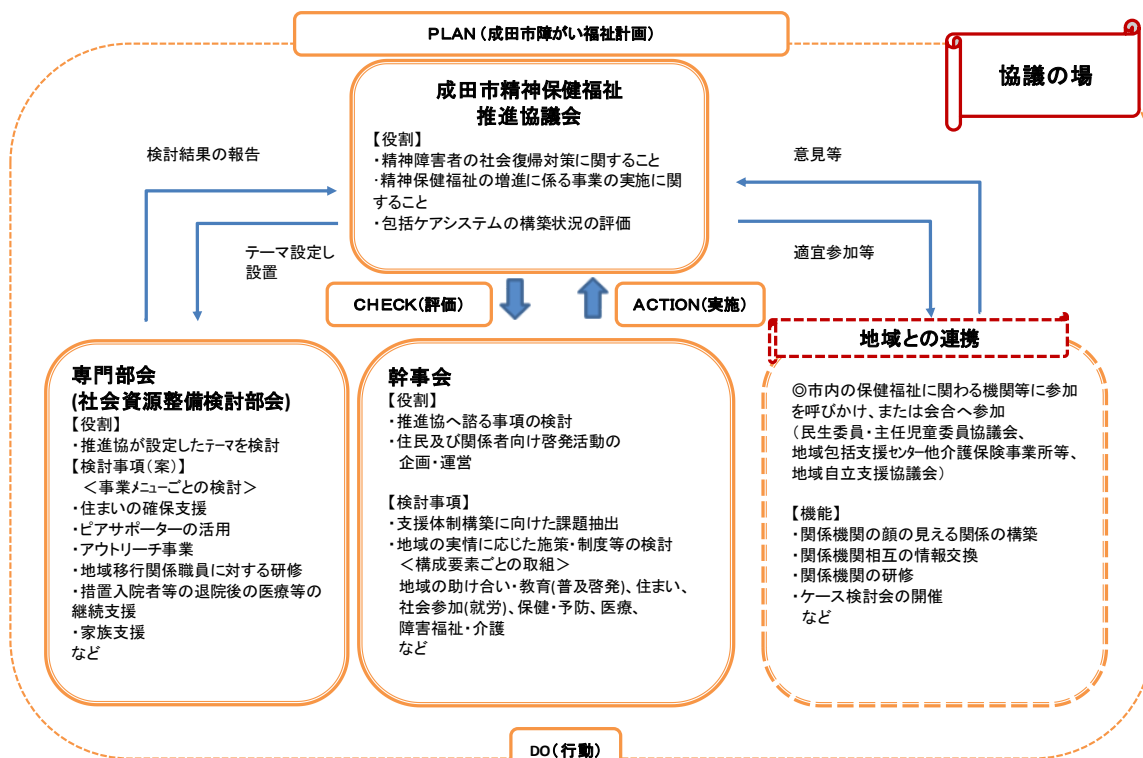 PLAN（成田市障がい福祉計画）
協議の場
成田市精神保健福祉
推進協議会
【役割】
・精神障害者の社会復帰対策に関すること
・精神保健福祉の増進に係る事業の実施に関
すること
・包括ケアシステムの構築状況の評価
検討結果の報告
テーマ設定し
設置
意見等
適宜参加等
CHECK(評価)
ACTION(実施)
専門部会
(社会資源整備検討部会)
【役割】
・推進協が設定したテーマを検討
【検討事項（案）】
＜事業メニューごとの検討＞
・住まいの確保支援
・ピアサポーターの活用
・アウトリーチ事業
・地域移行関係職員に対する研修
・措置入院者等の退院後の医療等の
継続支援
・家族支援
など
幹事会
【役割】
・推進協へ諮る事項の検討
・住民及び関係者向け啓発活動の
企画・運営
【検討事項】
・支援体制構築に向けた課題抽出
・地域の実情に応じた施策・制度等の検討
＜構成要素ごとの取組＞
地域の助け合い・教育(普及啓発)、住まい、
社会参加(就労)、保健・予防、医療、
障害福祉・介護
など
地域との連携
◎市内の保健福祉に関わる機関等に参加
を呼びかけ、または会合へ参加
（民生委員・主任児童委員協議会、
地域包括支援センター他介護保険事業所等、
地域自立支援協議会）
【機能】
・関係機関の顔の見える関係の構築
・関係機関相互の情報交換
・関係機関の研修
・ケース検討会の開催
など
DO（行動）